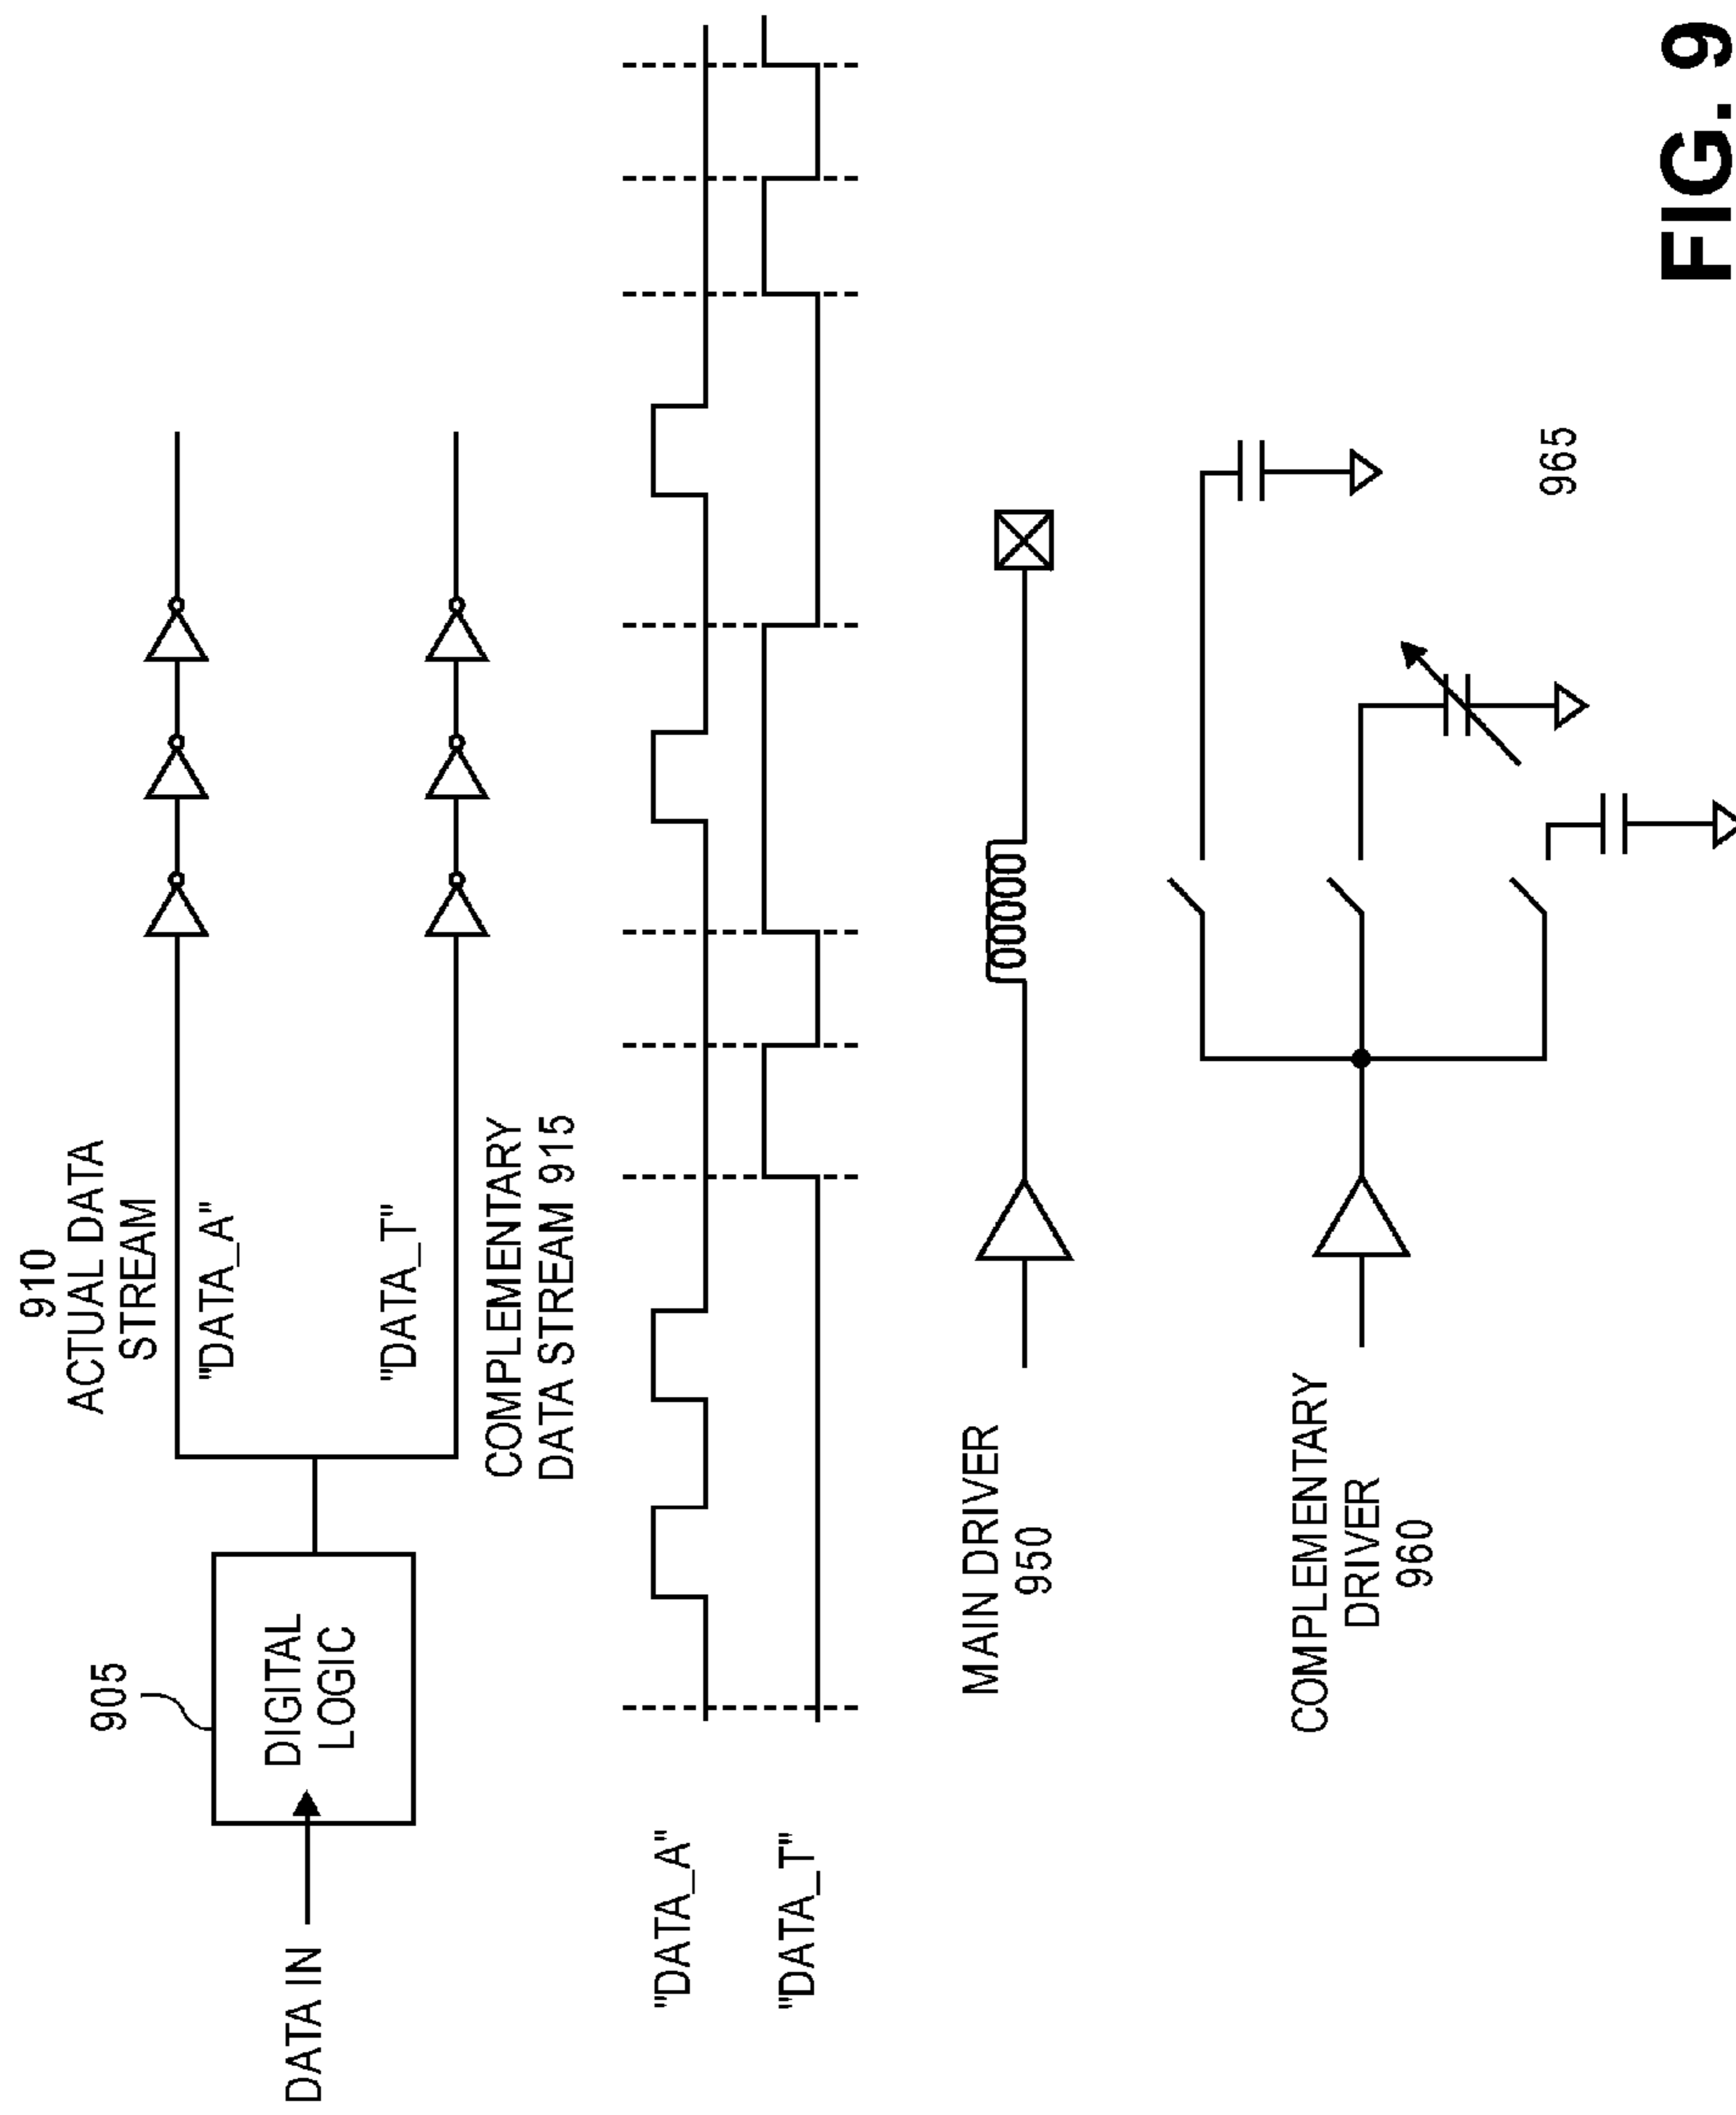 910
ACTUAL DATA
STREAM
905
"DATA_A"
DATA IN
DIGITAL
LOGIC
"DATA_T"
COMPLEMENTARY
DATA STREAM 915
"DATA_A"
"DATA_T"
MAIN DRIVER
950
COMPLEMENTARY
DRIVER
960
965
FIG. 9